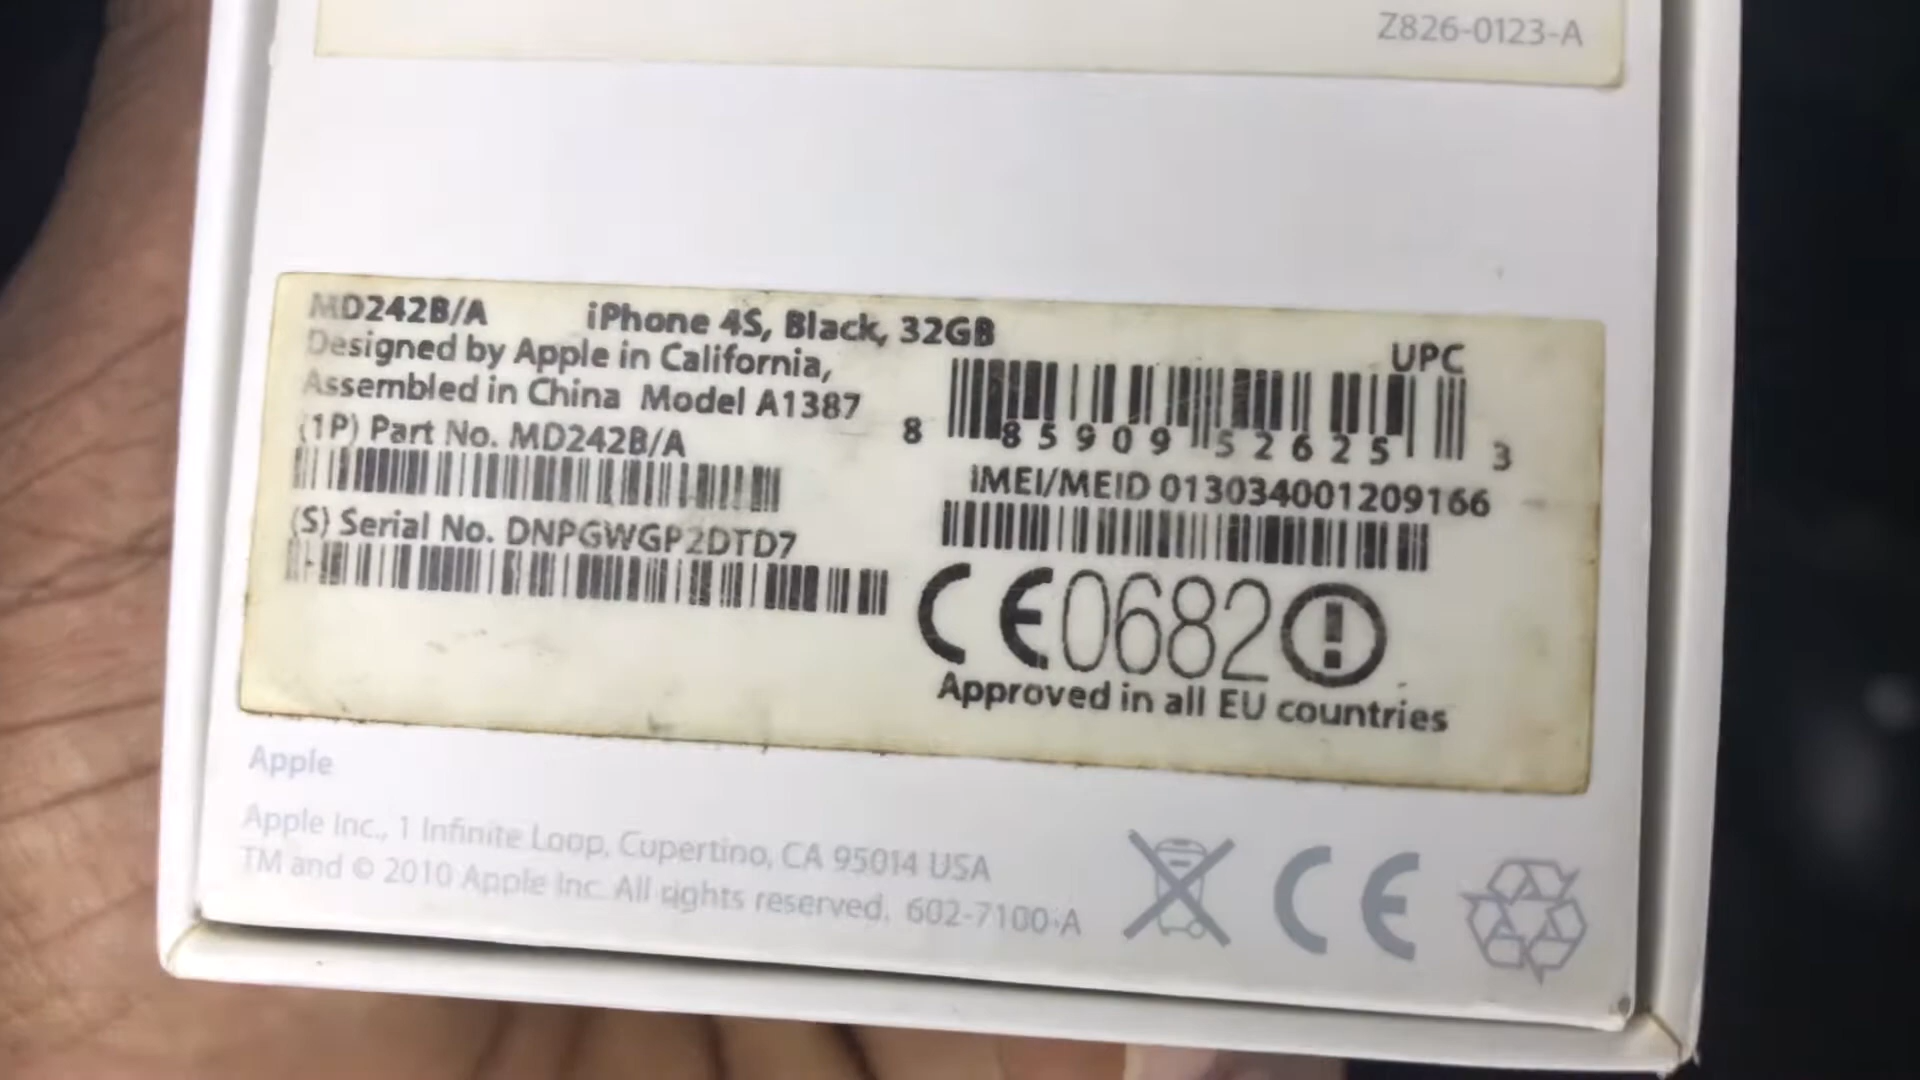 Z826-0123-A
MD242B/A iPhone 4S, Black, 32GB
Designed by Apple in California,
Assembled in China Model A1387
(1P) Part No. MD242B/A
(S) Serial No. DNPGWGP2DTD7
UPC
8 85909 52625 3
IMEI/MEID 013034001209166
CE0682
Approved in all EU countries
Apple
Apple Inc., 1 Infinite Loop, Cupertino, CA 95014 USA
TM and © 2010 Apple Inc. All rights reserved. 602-7100-A
CE